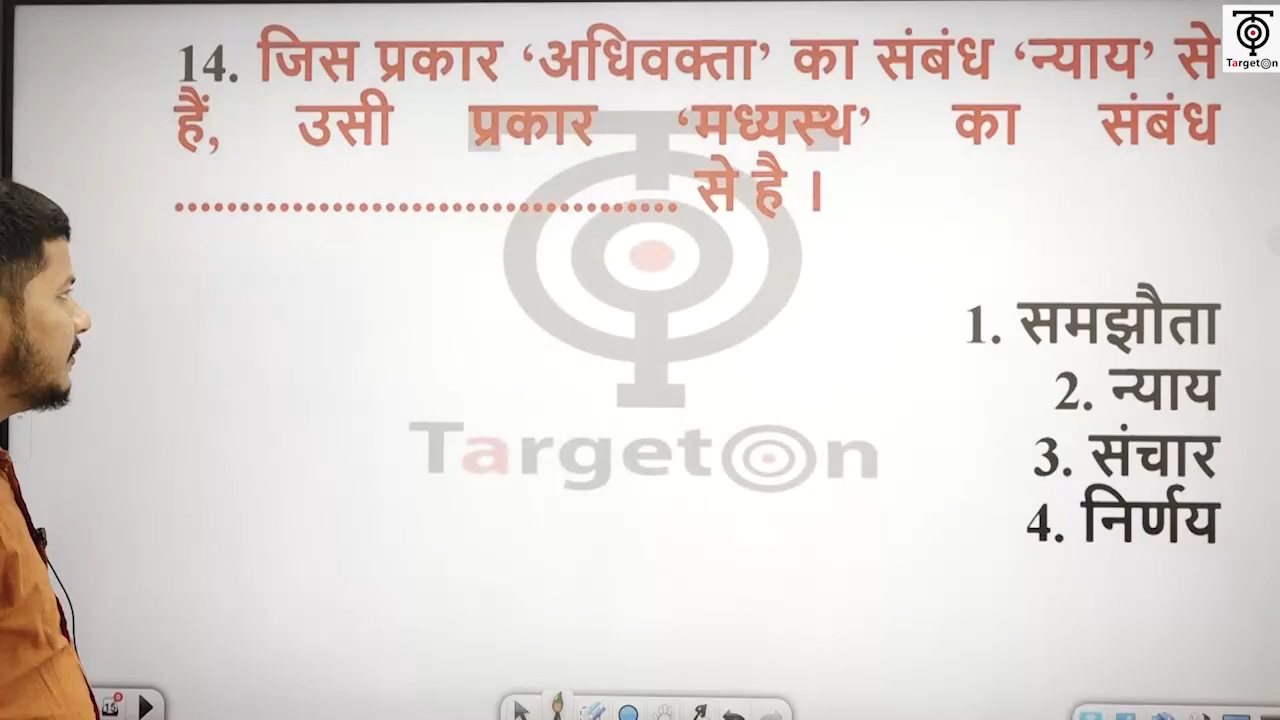 14. जिस प्रकार ‘अधिवक्ता’ का संबंध ‘न्याय’ से
हैं, उसी प्रकार ‘मध्यस्थ’ का संबंध
....................................... से है ।
1. समझौता
2. न्याय
3. संचार
4. निर्णय
TargetOn
TargetOn